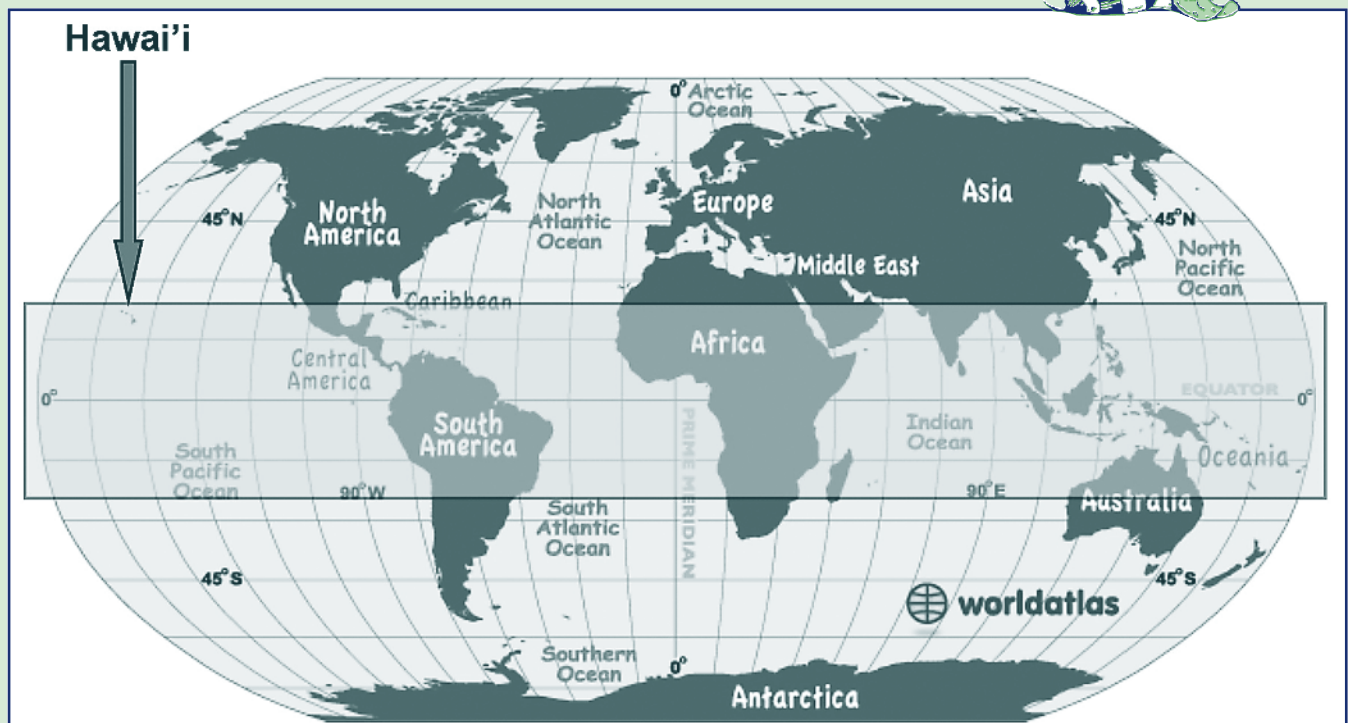 Hawai’i
0°
Arctic
Ocean
45°N
North
America
North
Atlantic
Ocean
Europe
Asia
45°N
North
Pacific
Ocean
Middle East
Caribbean
Africa
Central
America
0°
EQUATOR
0°
South
America
PRIME MERIDIAN
Indian
Ocean
Oceania
South
Pacific
Ocean
90°W
90°E
Australia
South
Atlantic
Ocean
45°S
45°S
worldatlas
Southern
Ocean
0°
Antarctica